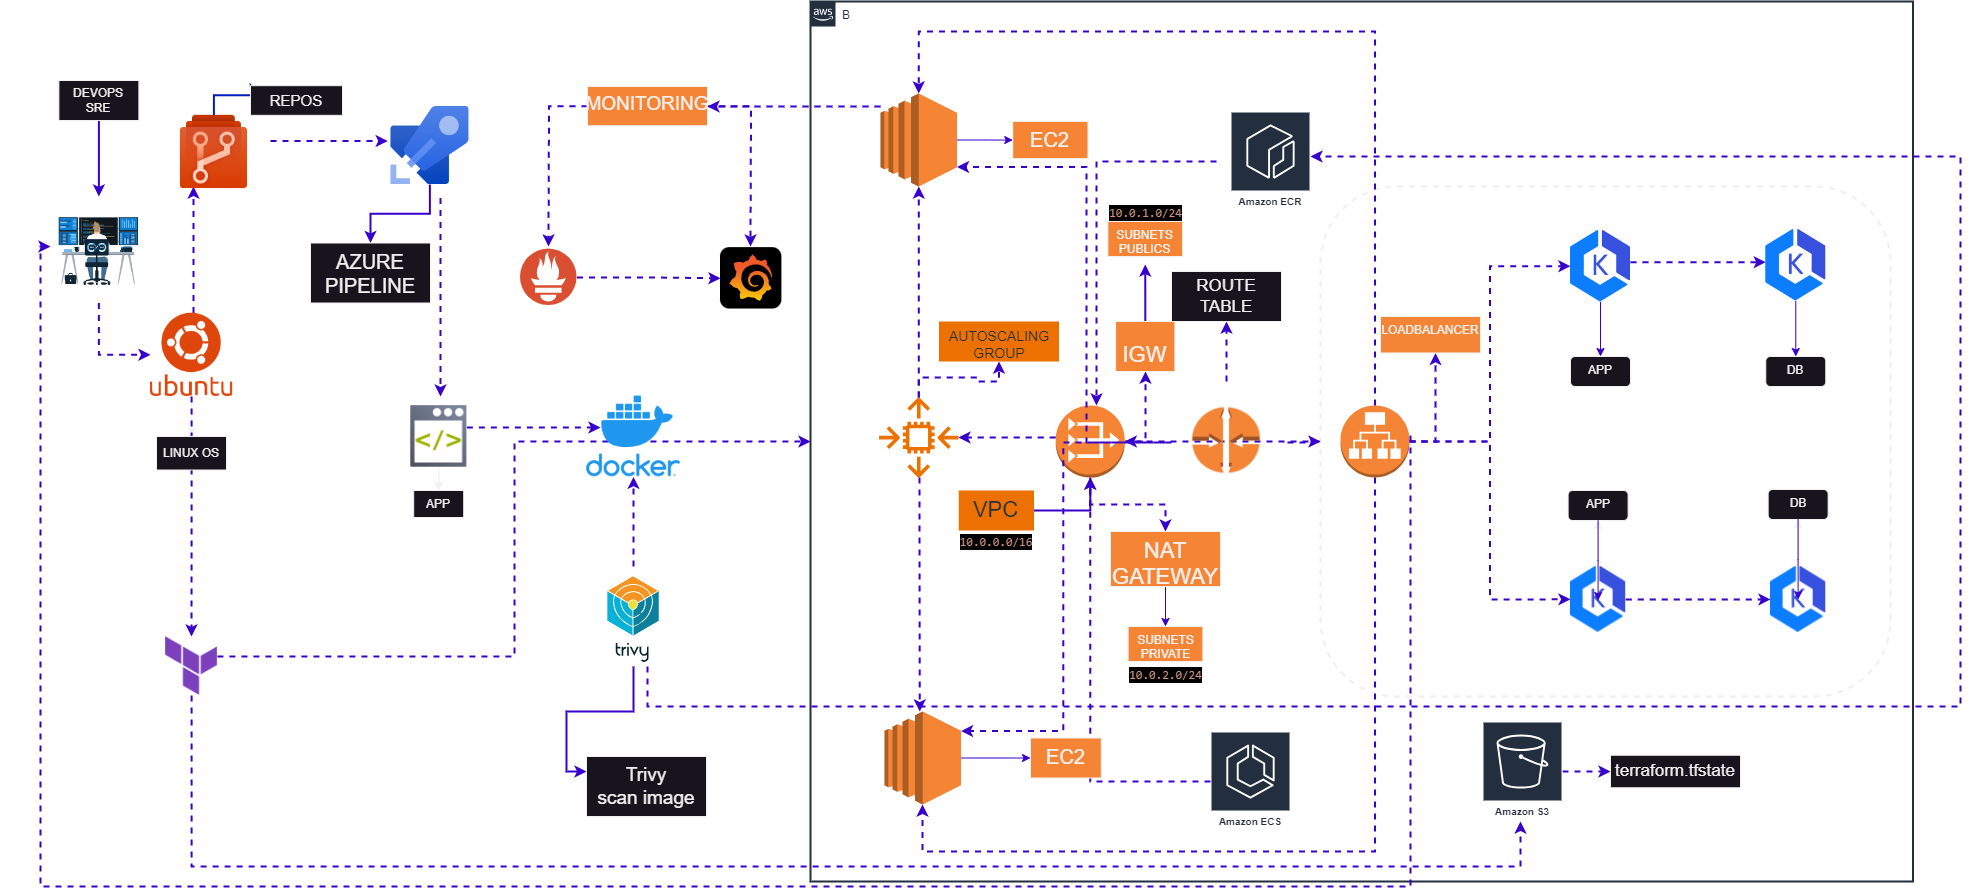 aws
B
DEVOPS
SRE
REPOS
MONITORING
EC2
Amazon ECR
10.0.1.0/24
SUBNETS
PUBLICS
AZURE
PIPELINE
ROUTE
TABLE
AUTOSCALING
GROUP
IGW
LOADBALANCER
APP
DB
ubuntu
LINUX OS
</>
docker
APP
VPC
10.0.0.0/16
APP
DB
NAT
GATEWAY
SUBNETS
PRIVATE
10.0.2.0/24
trivy
Trivy
scan image
EC2
Amazon ECS
Amazon S3
terraform.tfstate
K
K
K
K